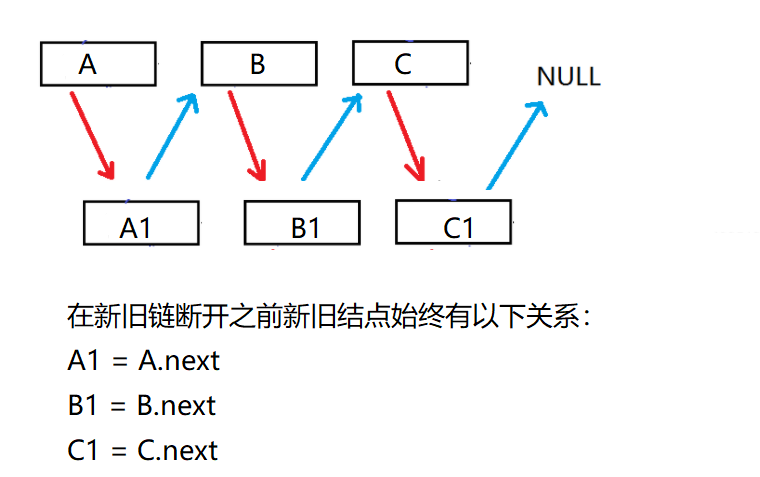 A
B
C
NULL
A1
B1
C1
在新旧链断开之前新旧结点始终有以下关系：
A1 = A.next
B1 = B.next
C1 = C.next